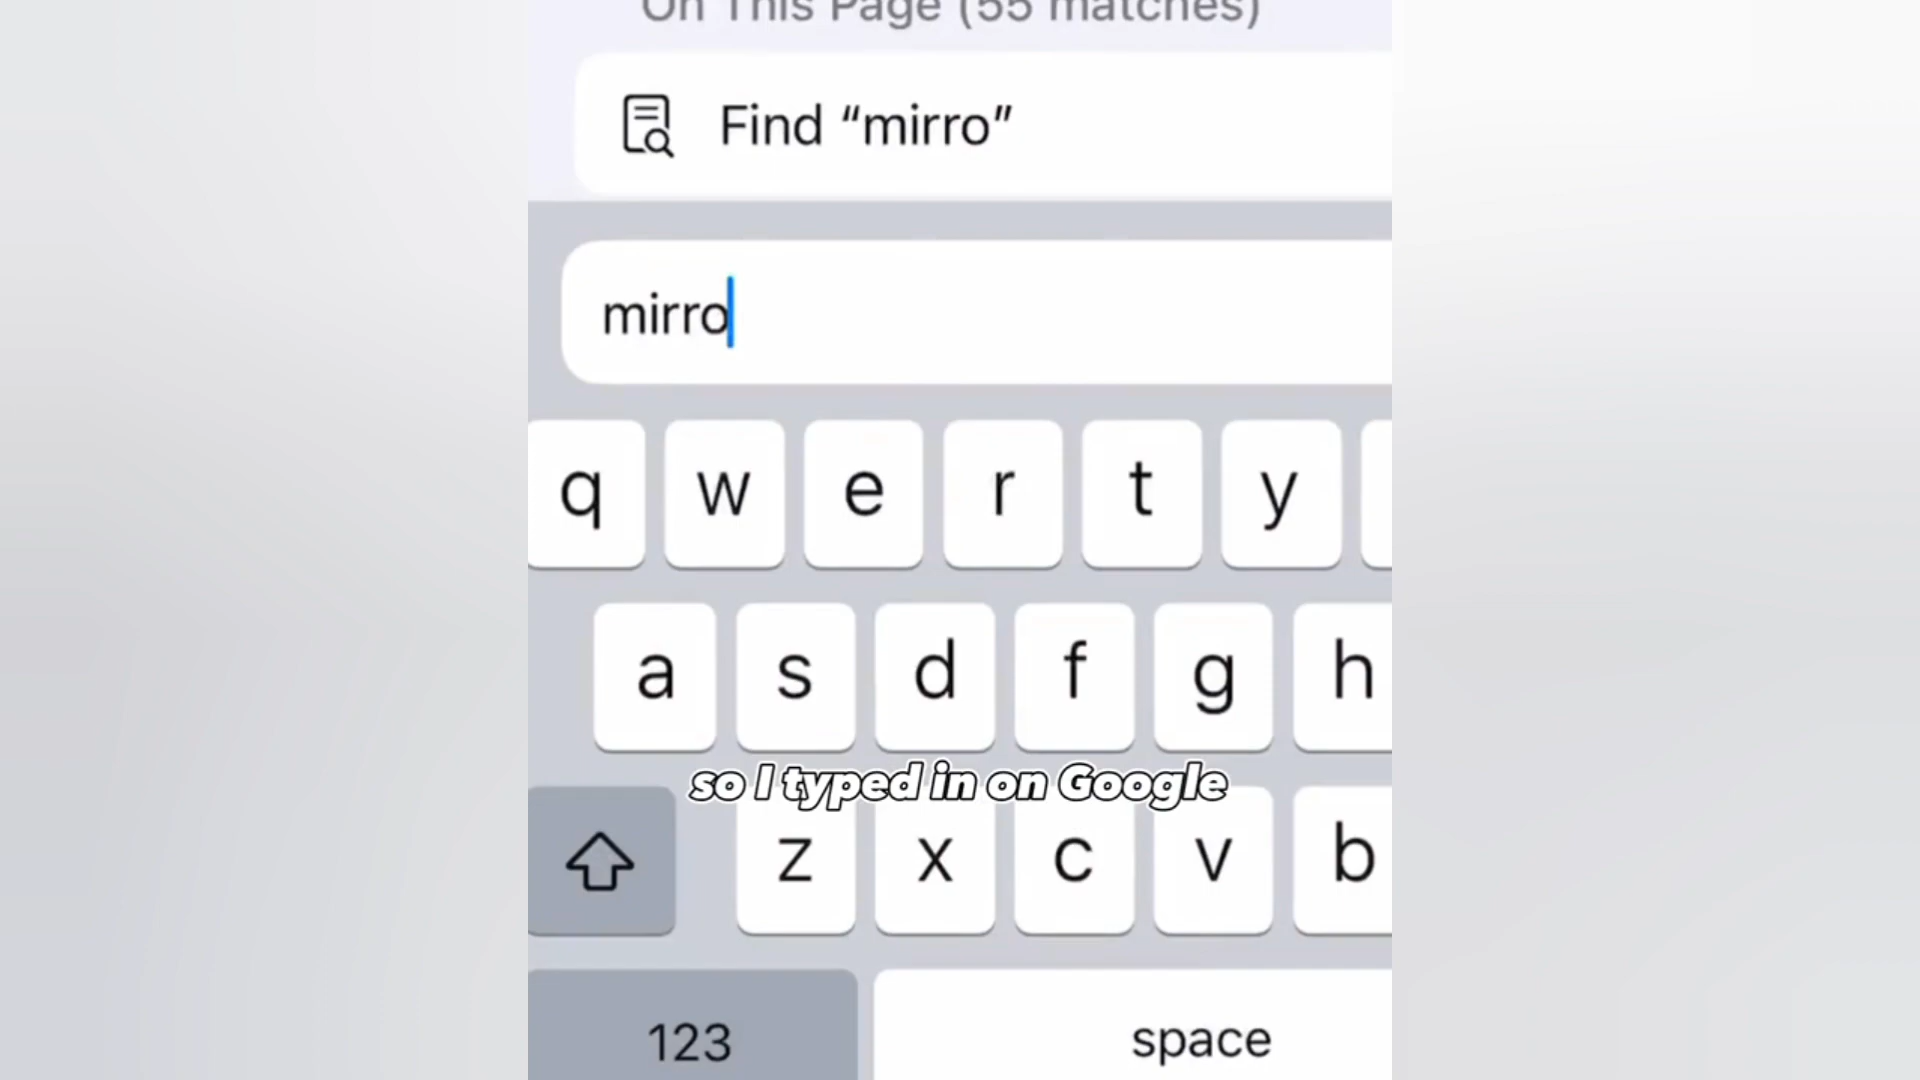 On This Page (55 matches)
Find “mirro”
mirro
q w e r t y
a s d f g h
so I typed in on Google
z x c v b
123 space